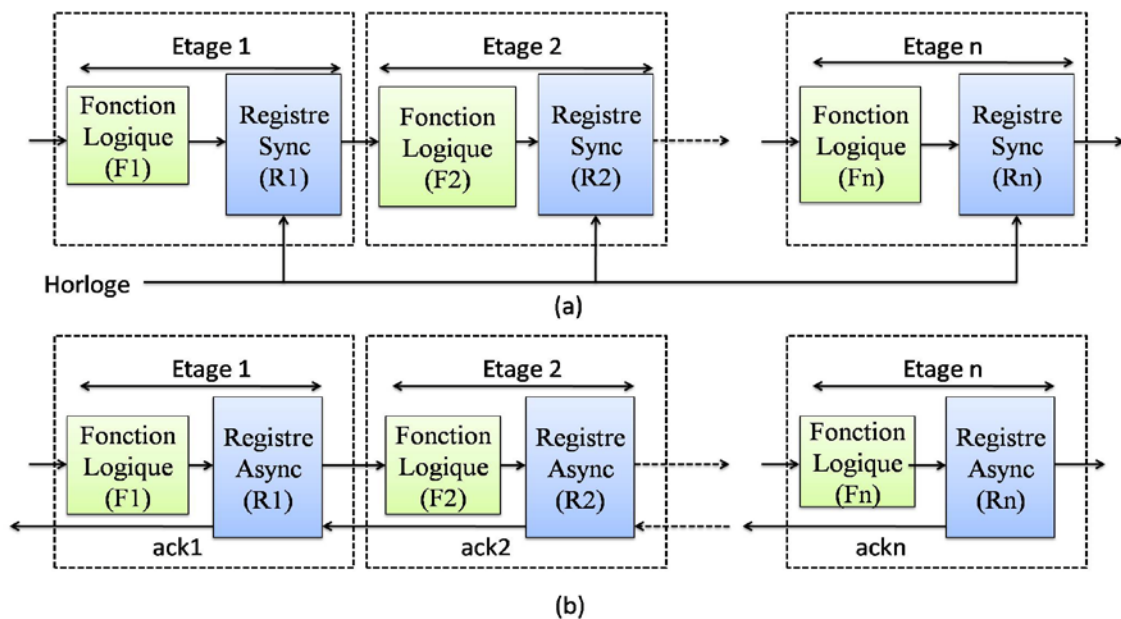 Etage 1
Etage 2
Etage n
Fonction
Logique
(F1)
Registre
Sync
(R1)
Fonction
Logique
(F2)
Registre
Sync
(R2)
Fonction
Logique
(Fn)
Registre
Sync
(Rn)
Horloge
(a)
Etage 1
Etage 2
Etage n
Fonction
Logique
(F1)
Registre
Async
(R1)
Fonction
Logique
(F2)
Registre
Async
(R2)
Fonction
Logique
(Fn)
Registre
Async
(Rn)
ack1
ack2
ackn
(b)